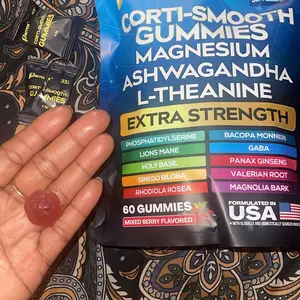 CORTI-SMOOTH
GUMMIES
MAGNESIUM
ASHWAGANDHA
L-THEANINE
EXTRA STRENGTH
PHOSPHATIDYLSERINE
BACOPA MONNIERI
LIONS MANE
GABA
HOLY BASIL
PANAX GINSENG
GINKGO BILOBA
VALERIAN ROOT
RHODIOLA ROSEA
MAGNOLIA BARK
60 GUMMIES
MIXED BERRY FLAVORED
FORMULATED IN
USA
CORTI-SMOOTH
GUMMIES